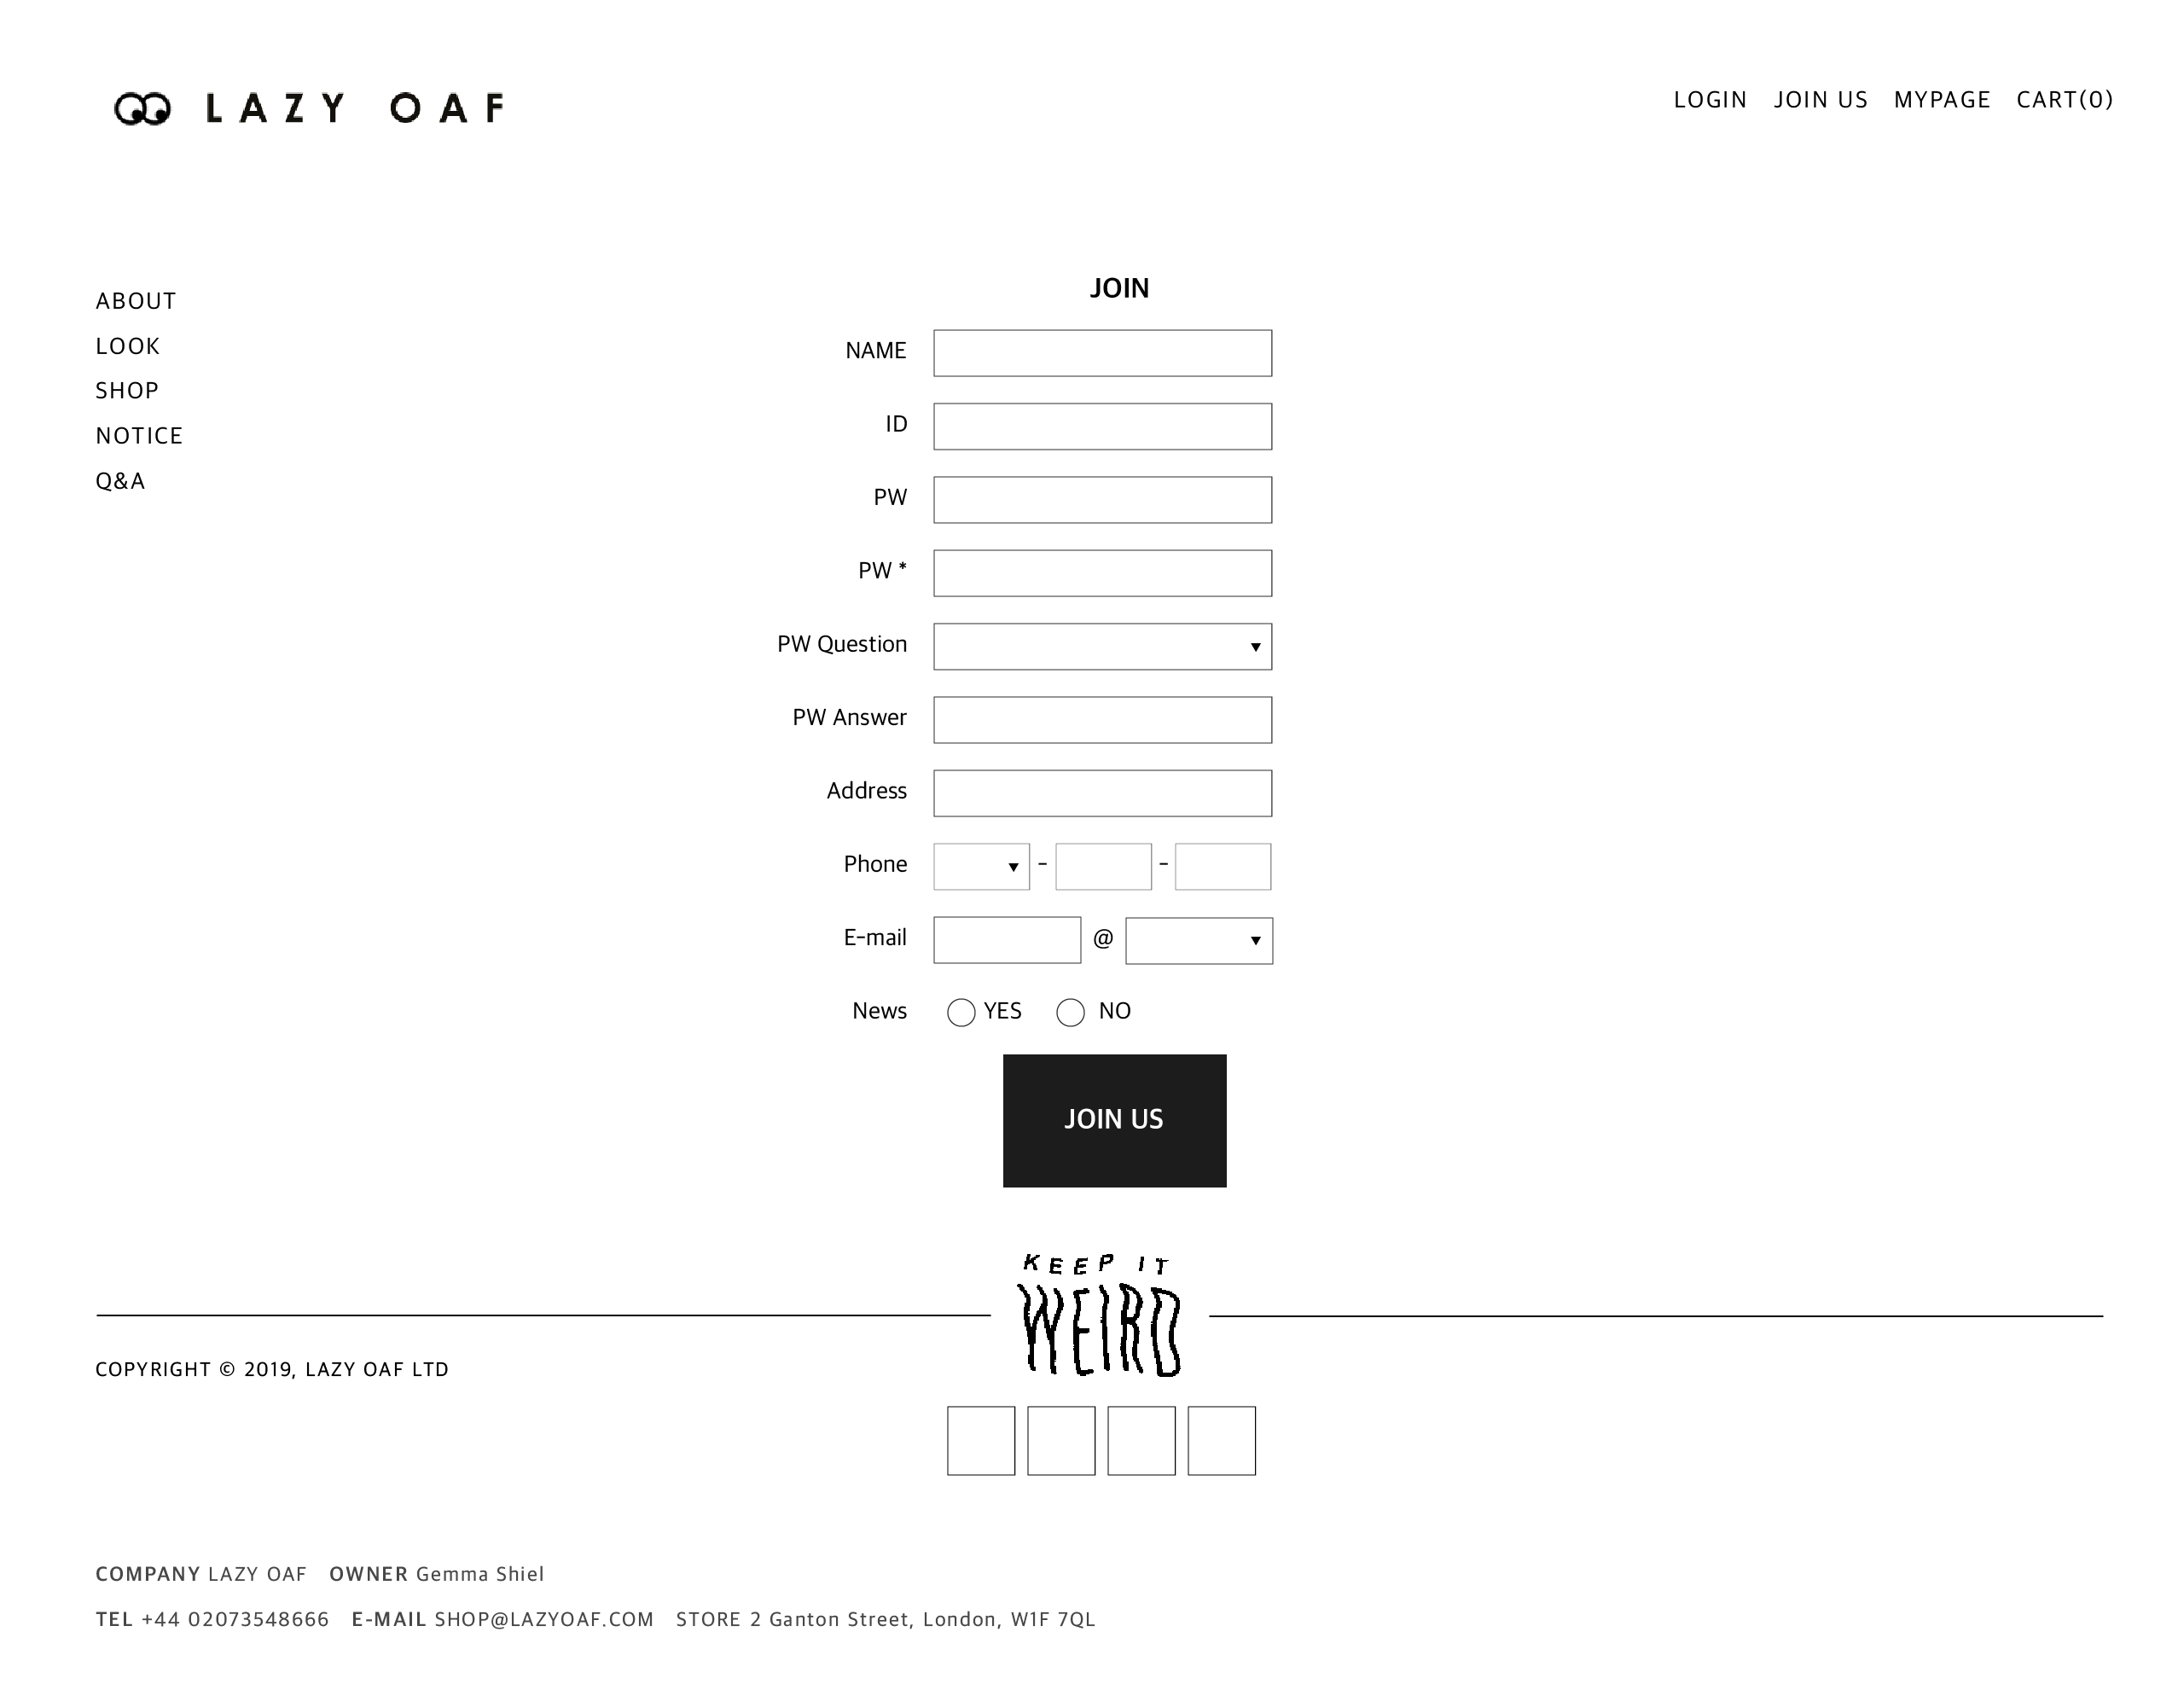 LAZY OAF
LOGIN JOIN US MYPAGE CART(0)
ABOUT
LOOK
SHOP
NOTICE
Q&A
JOIN
NAME
ID
PW
PW *
PW Question ▼
PW Answer
Address
Phone ▼ - -
E-mail @ ▼
News YES NO
JOIN US
KEEP IT
WEIRD
COPYRIGHT © 2019, LAZY OAF LTD
COMPANY LAZY OAF OWNER Gemma Shiel
TEL +44 02073548666 E-MAIL SHOP@LAZYOAF.COM STORE 2 Ganton Street, London, W1F 7QL